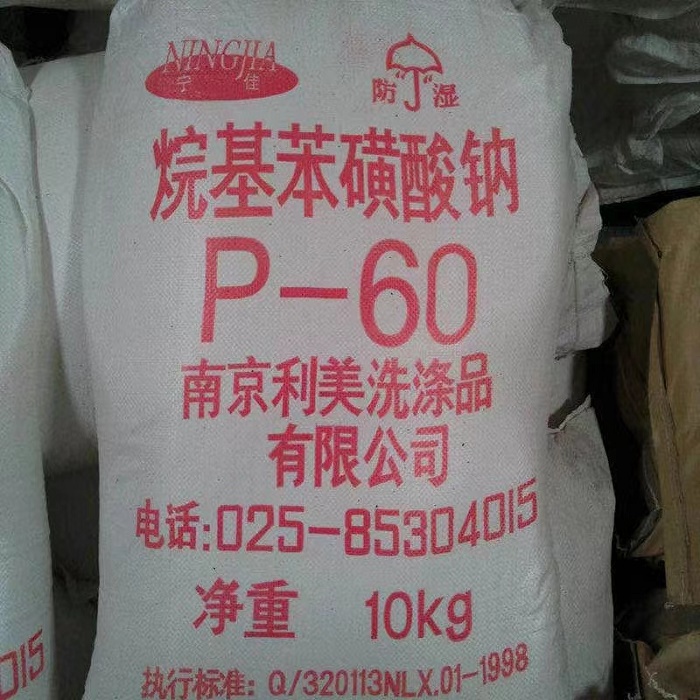 NINGJIA
宁佳
防湿
烷基苯磺酸钠
P-60
南京利美洗涤品
有限公司
电话:025-85304015
净重 10kg
执行标准: Q/320113NLX.01-1998
015